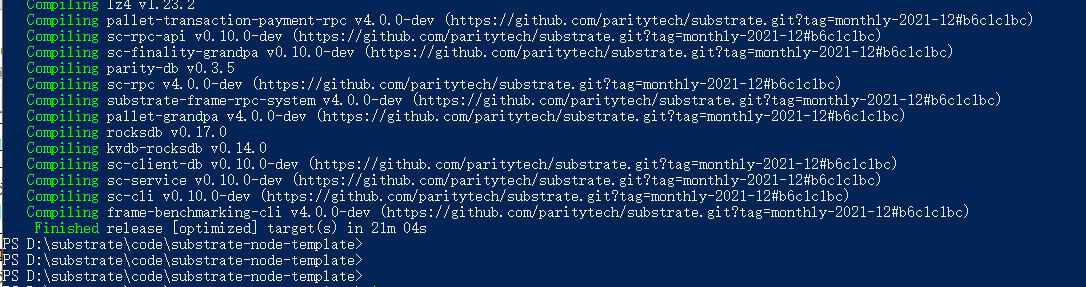 Compiling lz4 v1.23.2
Compiling pallet-transaction-payment-rpc v4.0.0-dev (https://github.com/paritytech/substrate.git?tag=monthly-2021-12#b6c1c1bc)
Compiling sc-rpc-api v0.10.0-dev (https://github.com/paritytech/substrate.git?tag=monthly-2021-12#b6c1c1bc)
Compiling sc-finality-grandpa v0.10.0-dev (https://github.com/paritytech/substrate.git?tag=monthly-2021-12#b6c1c1bc)
Compiling parity-db v0.3.5
Compiling sc-rpc v4.0.0-dev (https://github.com/paritytech/substrate.git?tag=monthly-2021-12#b6c1c1bc)
Compiling substrate-frame-rpc-system v4.0.0-dev (https://github.com/paritytech/substrate.git?tag=monthly-2021-12#b6c1c1bc)
Compiling pallet-grandpa v4.0.0-dev (https://github.com/paritytech/substrate.git?tag=monthly-2021-12#b6c1c1bc)
Compiling rocksdb v0.17.0
Compiling kvdb-rocksdb v0.14.0
Compiling sc-client-db v0.10.0-dev (https://github.com/paritytech/substrate.git?tag=monthly-2021-12#b6c1c1bc)
Compiling sc-service v0.10.0-dev (https://github.com/paritytech/substrate.git?tag=monthly-2021-12#b6c1c1bc)
Compiling sc-cli v0.10.0-dev (https://github.com/paritytech/substrate.git?tag=monthly-2021-12#b6c1c1bc)
Compiling frame-benchmarking-cli v4.0.0-dev (https://github.com/paritytech/substrate.git?tag=monthly-2021-12#b6c1c1bc)
Finished release [optimized] target(s) in 21m 04s
PS D:\substrate\code\substrate-node-template>
PS D:\substrate\code\substrate-node-template>
PS D:\substrate\code\substrate-node-template>